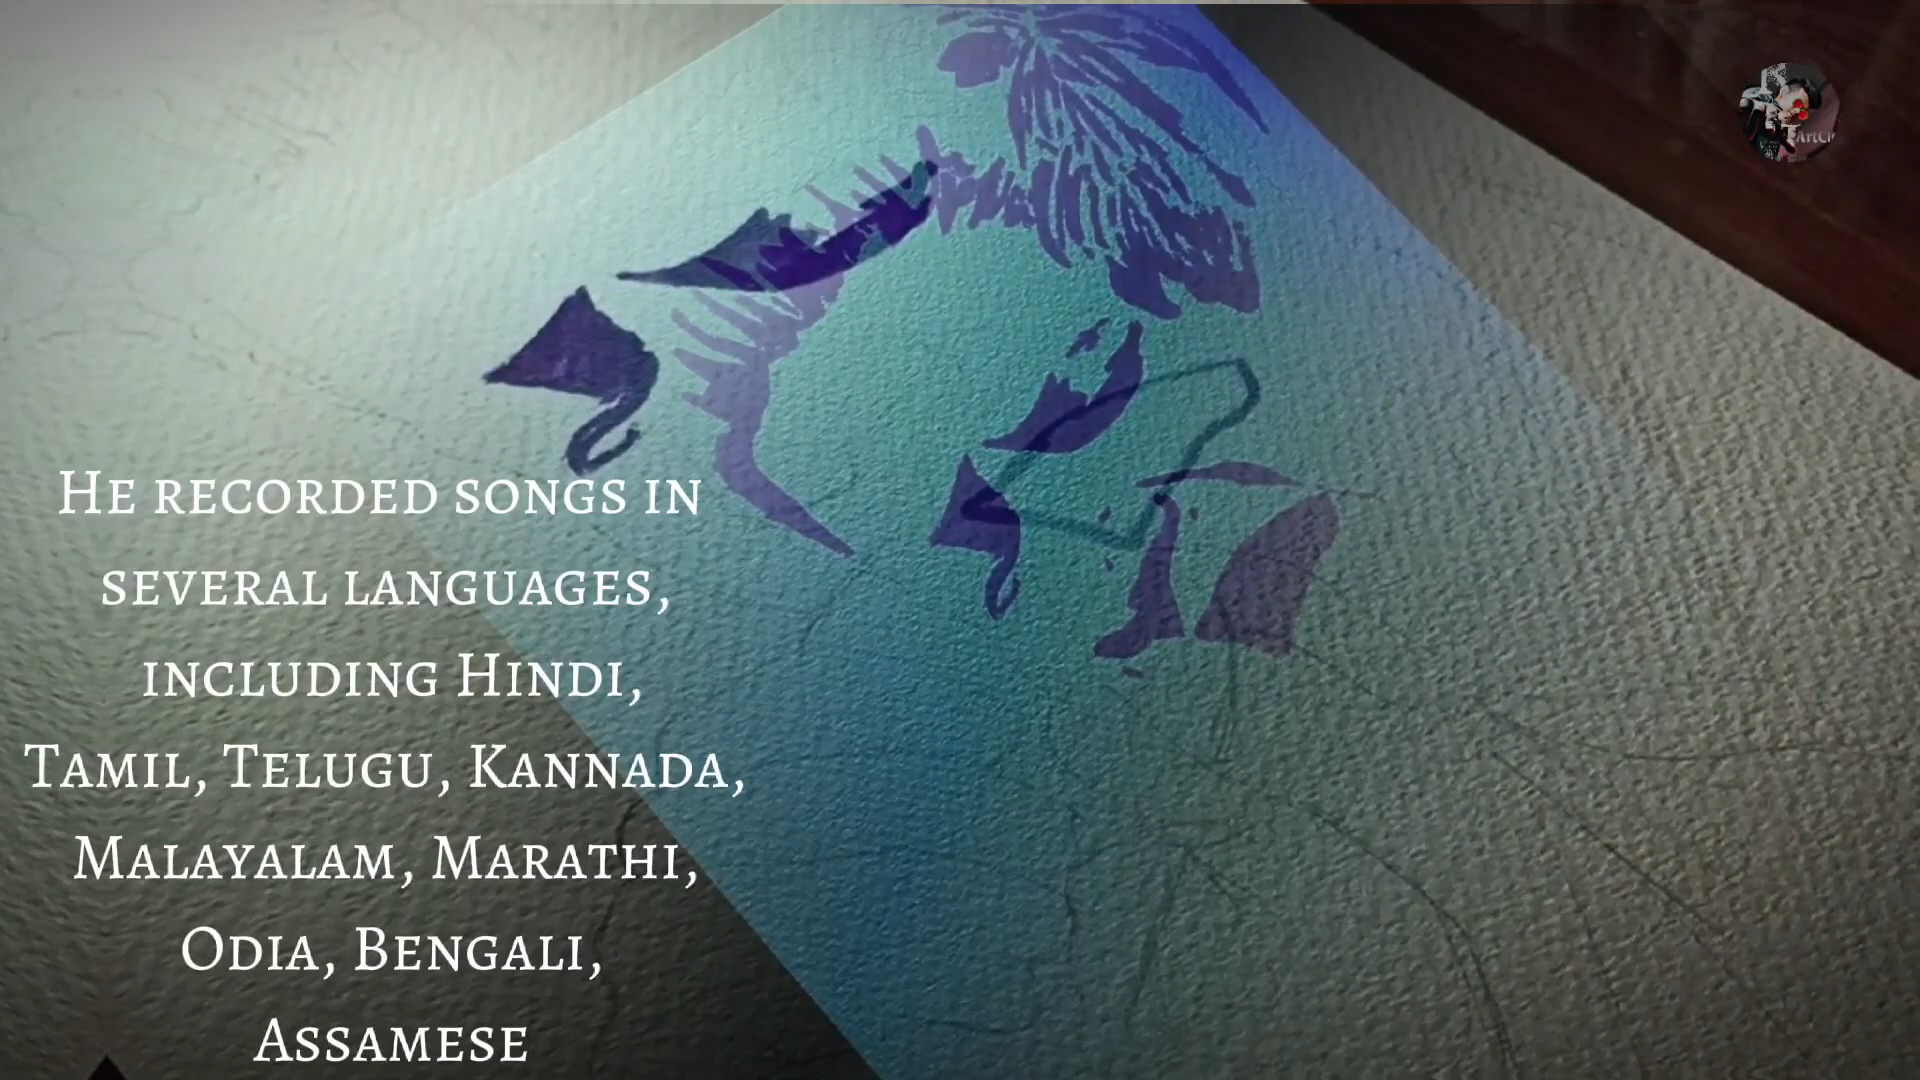 He recorded songs in
several languages,
including Hindi,
Tamil, Telugu, Kannada,
Malayalam, Marathi,
Odia, Bengali,
Assamese